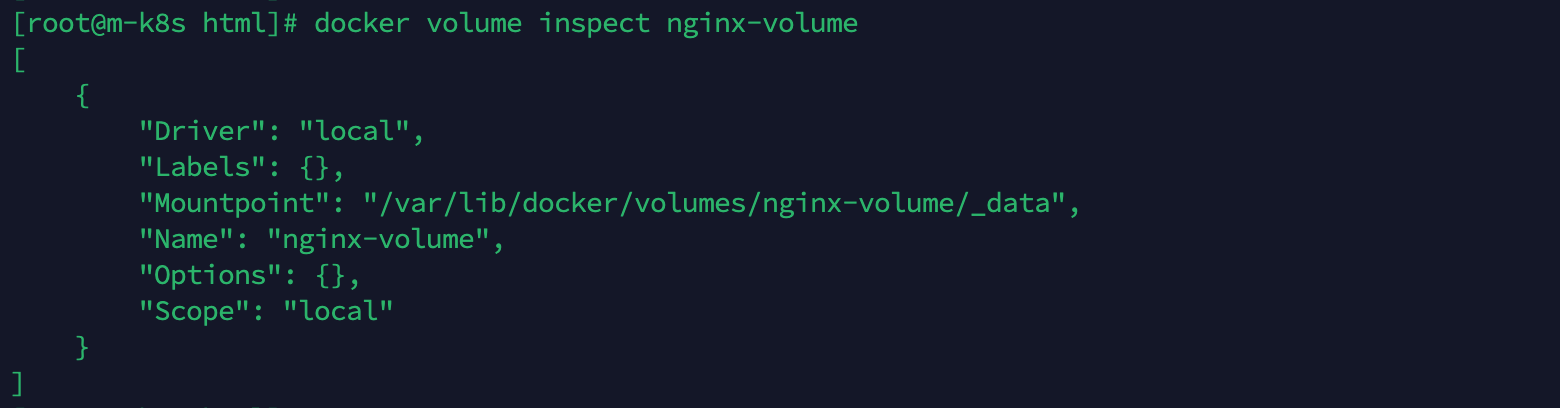 [root@m-k8s html]# docker volume inspect nginx-volume
[
    {
        "Driver": "local",
        "Labels": {},
        "Mountpoint": "/var/lib/docker/volumes/nginx-volume/_data",
        "Name": "nginx-volume",
        "Options": {},
        "Scope": "local"
    }
]